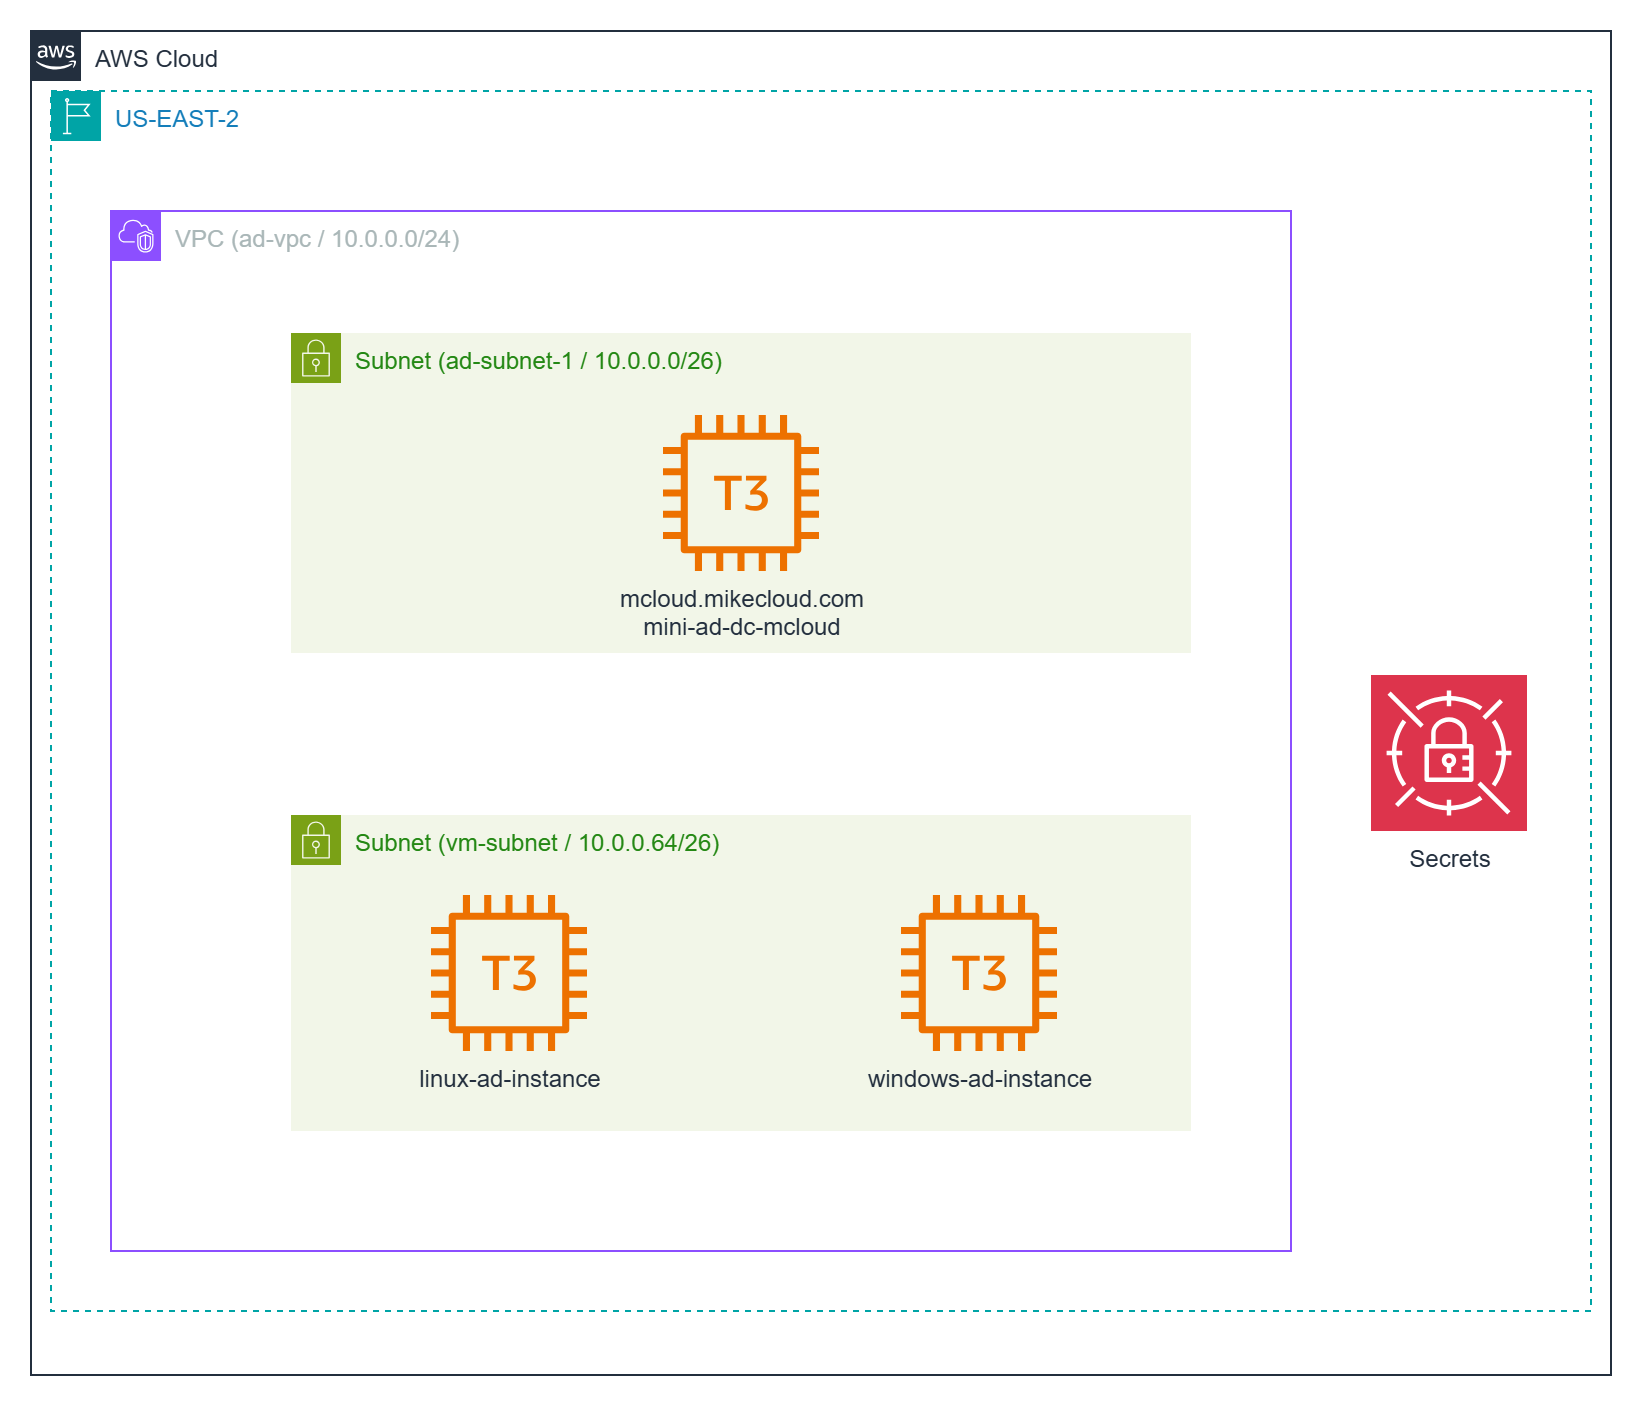 aws
AWS Cloud
US-EAST-2
VPC (ad-vpc / 10.0.0.0/24)
Subnet (ad-subnet-1 / 10.0.0.0/26)
T3
mcloud.mikecloud.com
mini-ad-dc-mcloud
Secrets
Subnet (vm-subnet / 10.0.0.64/26)
T3
T3
linux-ad-instance
windows-ad-instance